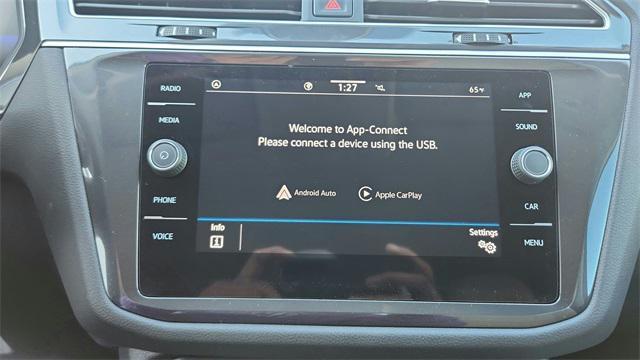 RADIO
MEDIA
PHONE
VOICE
1:27
65°F
Welcome to App-Connect
Please connect a device using the USB.
Android Auto
Apple CarPlay
Info
Settings
APP
SOUND
CAR
MENU